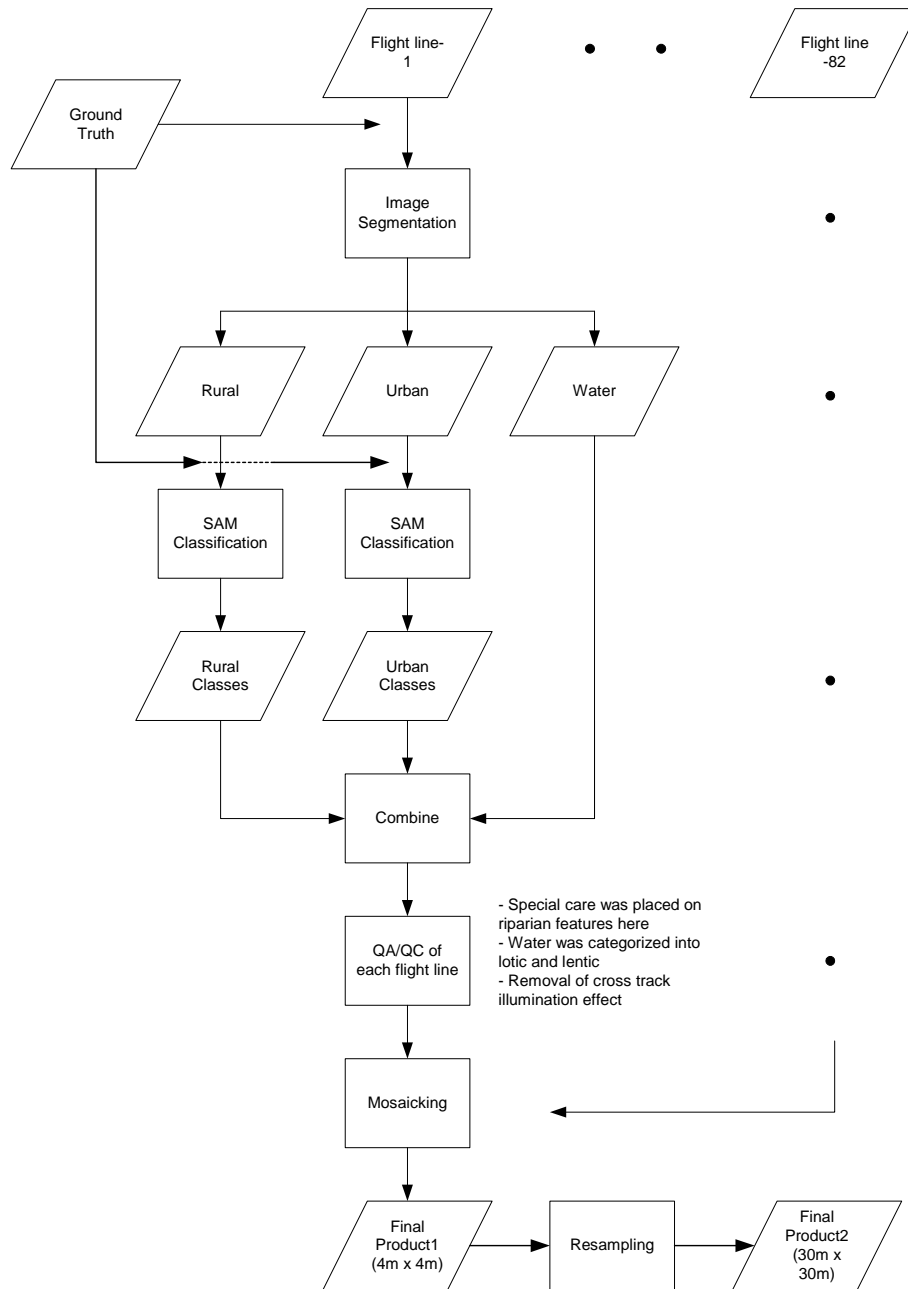 Flight line-
1
Flight line
-82
Ground
Truth
Image
Segmentation
Rural
Urban
Water
SAM
Classification
SAM
Classification
Rural
Classes
Urban
Classes
Combine
QA/QC of
each flight line
- Special care was placed on
riparian features here
- Water was categorized into
lotic and lentic
- Removal of cross track
illumination effect
Mosaicking
Final
Product1
(4m x 4m)
Resampling
Final
Product2
(30m x
30m)